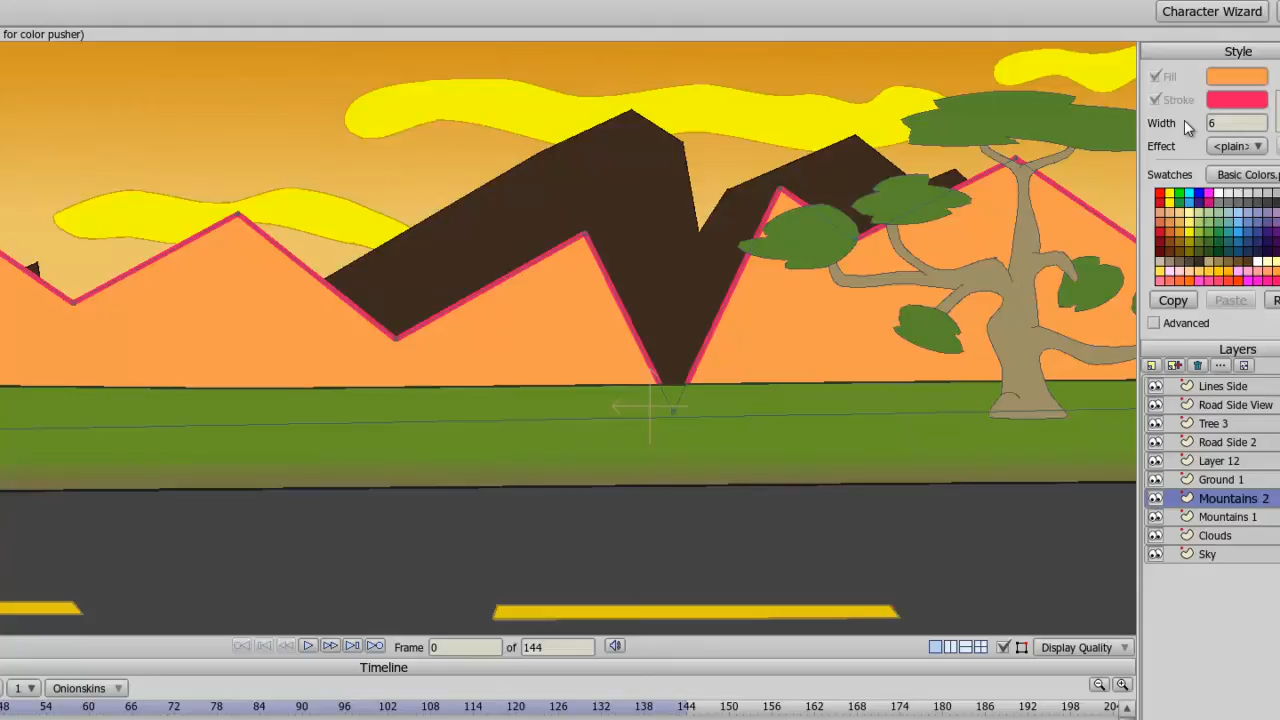 Character Wizard
for color pusher)
Style
Fill
Stroke
Width 6
Effect <plain>
Swatches Basic Colors.
Copy Paste R
Advanced
Layers
Lines Side
Road Side View
Tree 3
Road Side 2
Layer 12
Ground 1
Mountains 2
Mountains 1
Clouds
Sky
Frame 0 of 144 Display Quality
Timeline
1 Onionskins
48 54 60 66 72 78 84 90 96 102 108 114 120 126 132 138 144 150 156 162 168 174 180 186 192 198